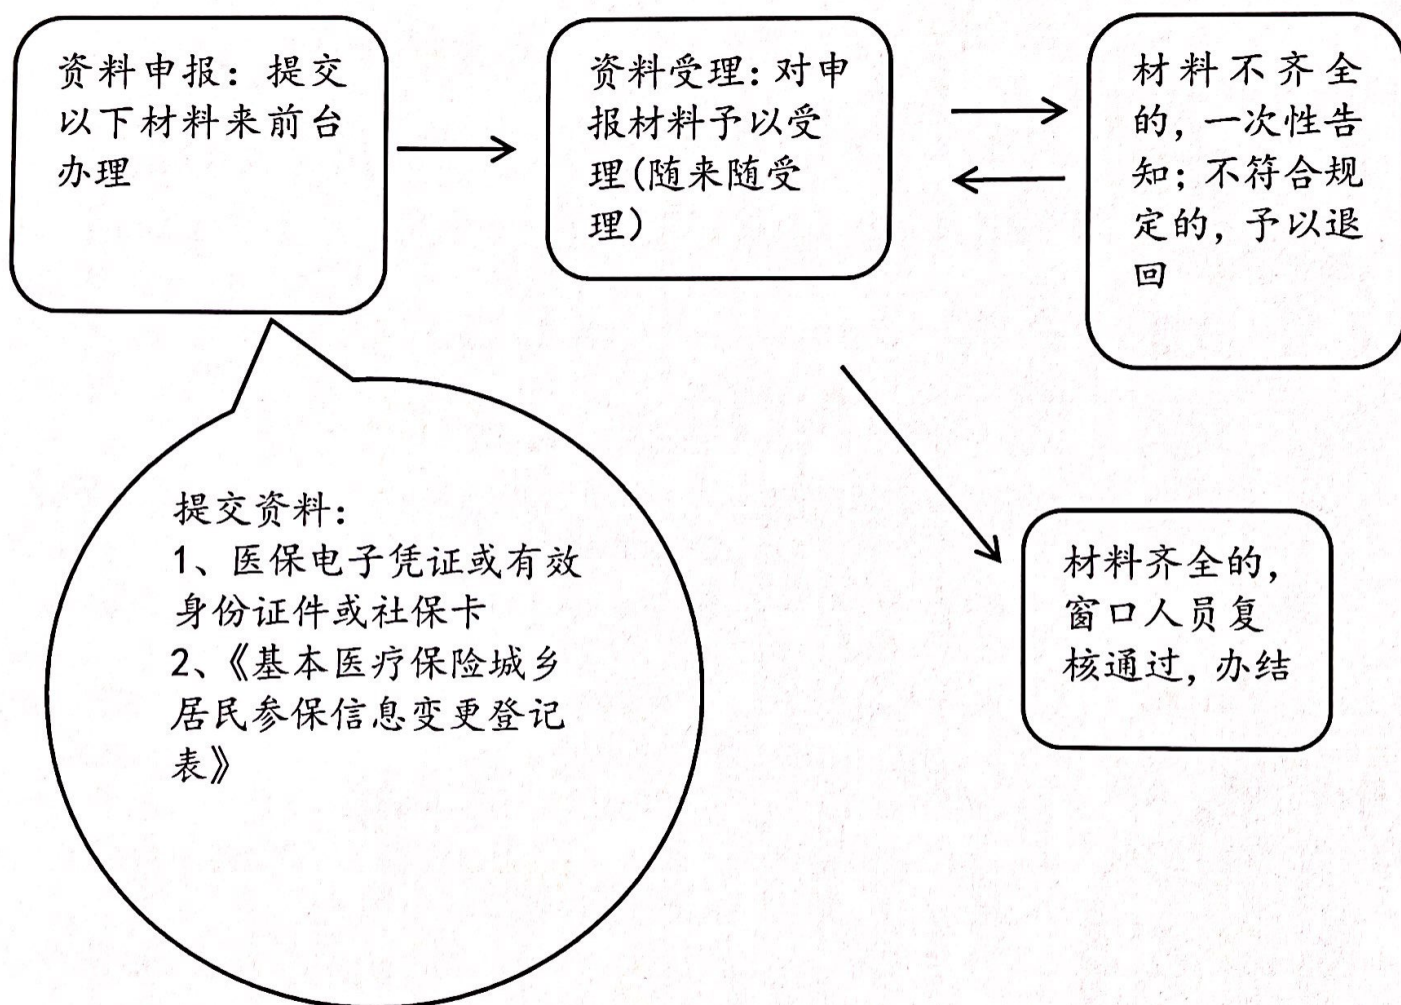 资料申报：提交
以下材料来前台
办理
资料受理：对申
报材料予以受
理(随来随受
理）
材料不齐全
的，一次性告
知；不符合规
定的，予以退
回
提交资料：
1、医保电子凭证或有效
身份证件或社保卡
2、《基本医疗保险城乡
居民参保信息变更登记
表》
材料齐全的，
窗口人员复
核通过，办结